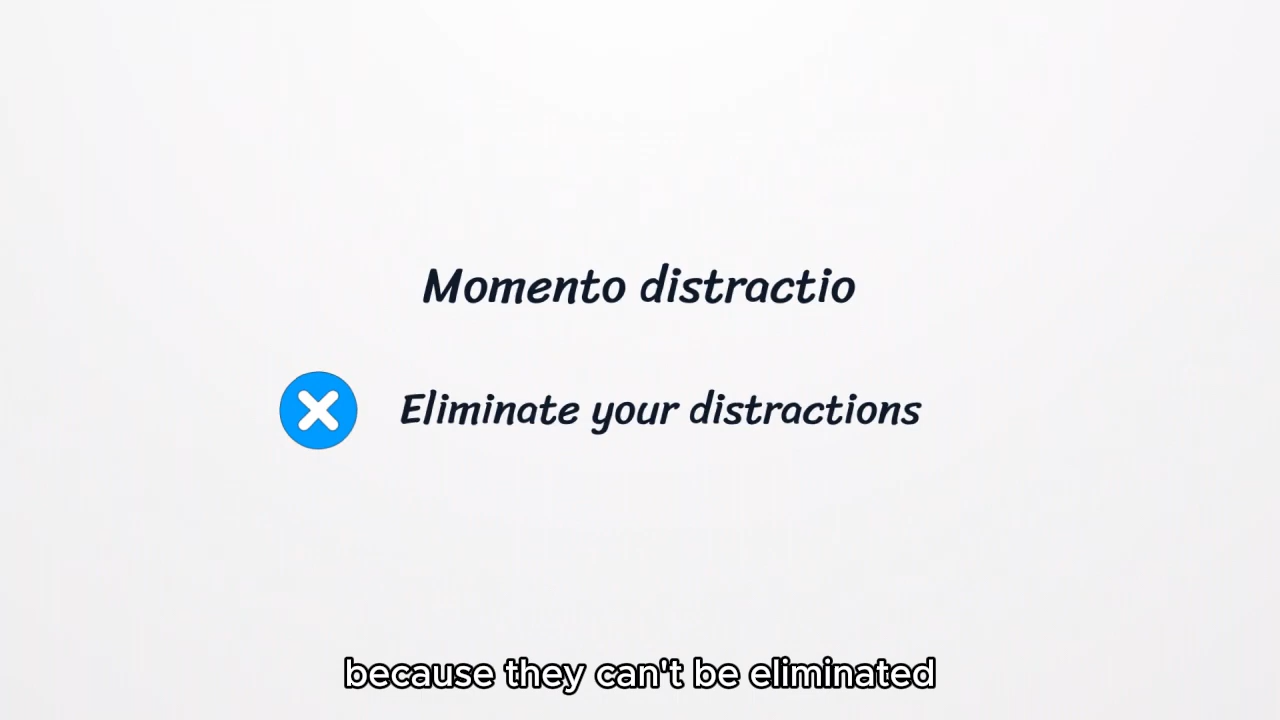 Momento distractio
Eliminate your distractions
because they can't be eliminated